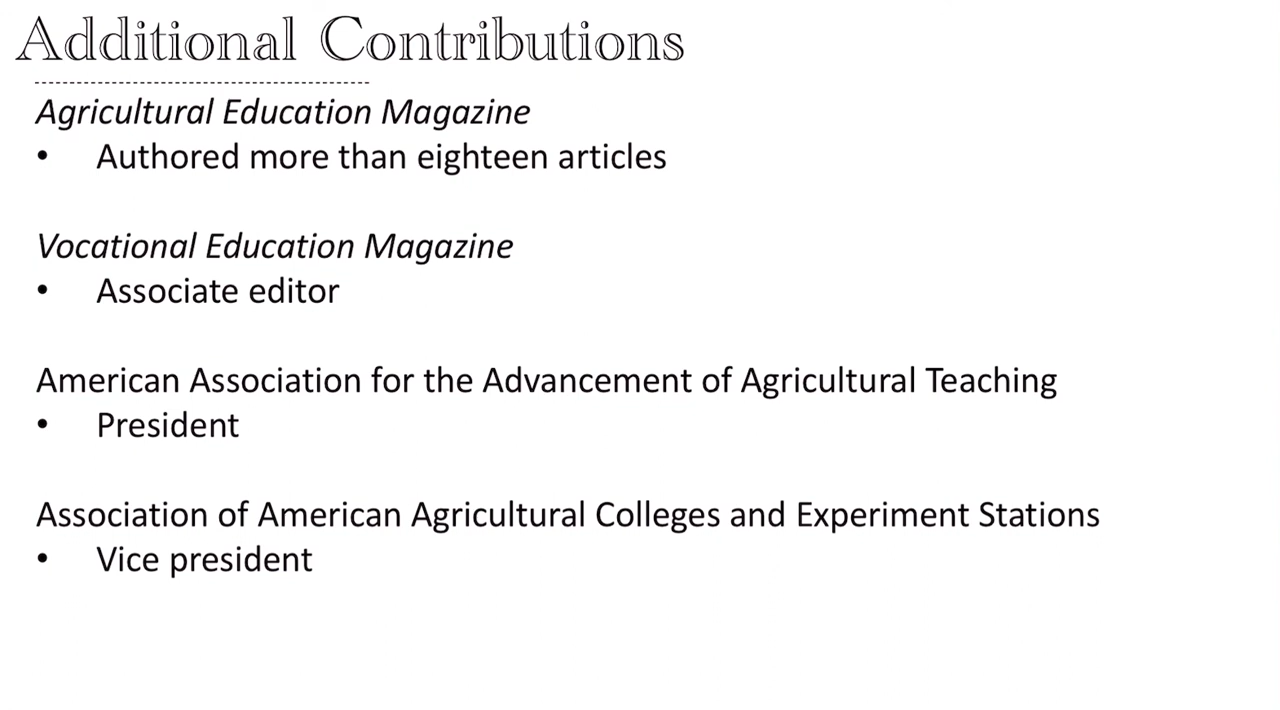 Additional Contributions
Agricultural Education Magazine
• Authored more than eighteen articles
Vocational Education Magazine
• Associate editor
American Association for the Advancement of Agricultural Teaching
• President
Association of American Agricultural Colleges and Experiment Stations
• Vice president